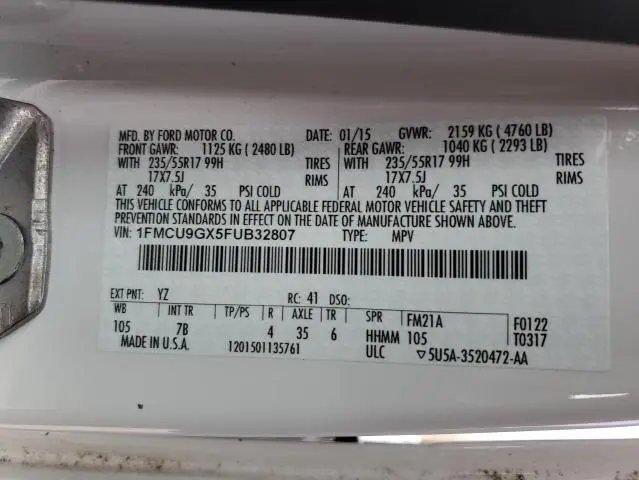 MFD. BY FORD MOTOR CO. DATE: 01/15 GVWR: 2159 KG ( 4760 LB)
FRONT GAWR: 1125 KG ( 2480 LB) REAR GAWR: 1040 KG ( 2293 LB)
WITH 235/55R17 99H TIRES WITH 235/55R17 99H TIRES
17X7.5J RIMS 17X7.5J RIMS
AT 240 kPa/ 35 PSI COLD AT 240 kPa/ 35 PSI COLD
THIS VEHICLE CONFORMS TO ALL APPLICABLE FEDERAL MOTOR VEHICLE SAFETY AND THEFT
PREVENTION STANDARDS IN EFFECT ON THE DATE OF MANUFACTURE SHOWN ABOVE.
VIN: 1FMCU9GX5FUB32807 TYPE: MPV
EXT PNT: YZ RC: 41 DSO:
WB INT TR TP/PS R AXLE TR SPR FM21A F0122
105 7B 4 35 6 HHMM 105 T0317
MADE IN U.S.A. 1201501135761 ULC ▽5U5A-3520472-AA